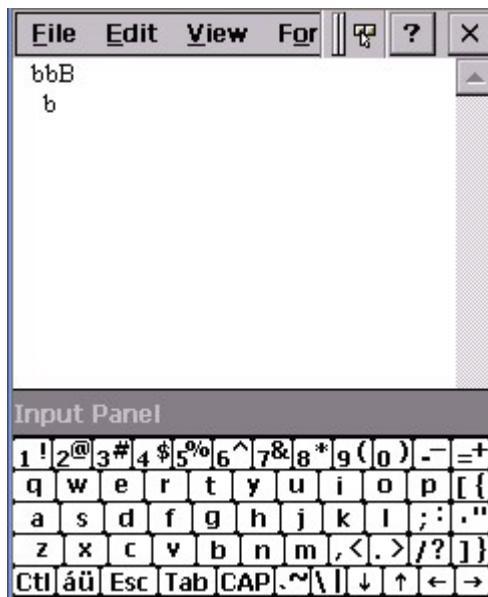 File Edit View For ? ×
bbB
b
Input Panel
1 ! 2 @ 3 # 4 $ 5 % 6 ^ 7 & 8 * 9 ( 0 ) - — = +
q w e r t y u i o p [ {
a s d f g h j k l ; : ' "
z x c v b n m , < . > / ? ] }
Ctl áü Esc Tab CAP ` ~ \ | ↓ ↑ ← →